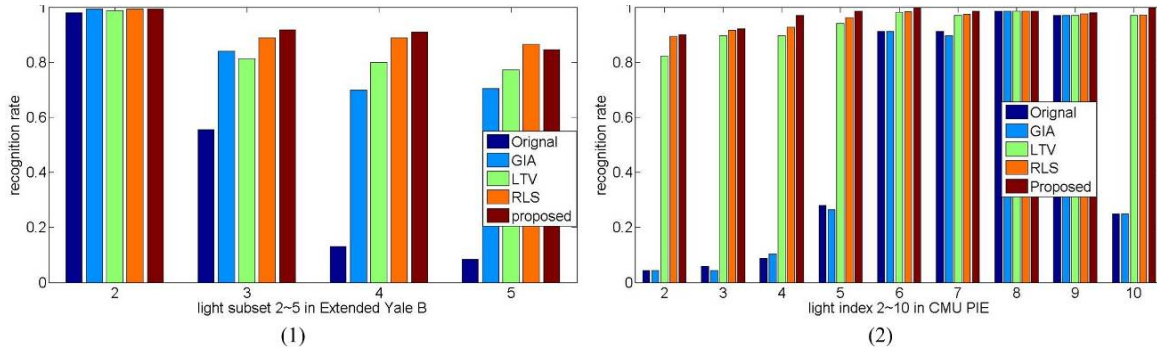 recognition rate
1
0.8
0.6
0.4
0.2
0
2
3
4
5
light subset 2~5 in Extended Yale B
Orignal
GIA
LTV
RLS
proposed
(1)
recognition rate
1
0.8
0.6
0.4
0.2
0
2
3
4
5
6
7
8
9
10
light index 2~10 in CMU PIE
Orignal
GIA
LTV
RLS
Proposed
(2)